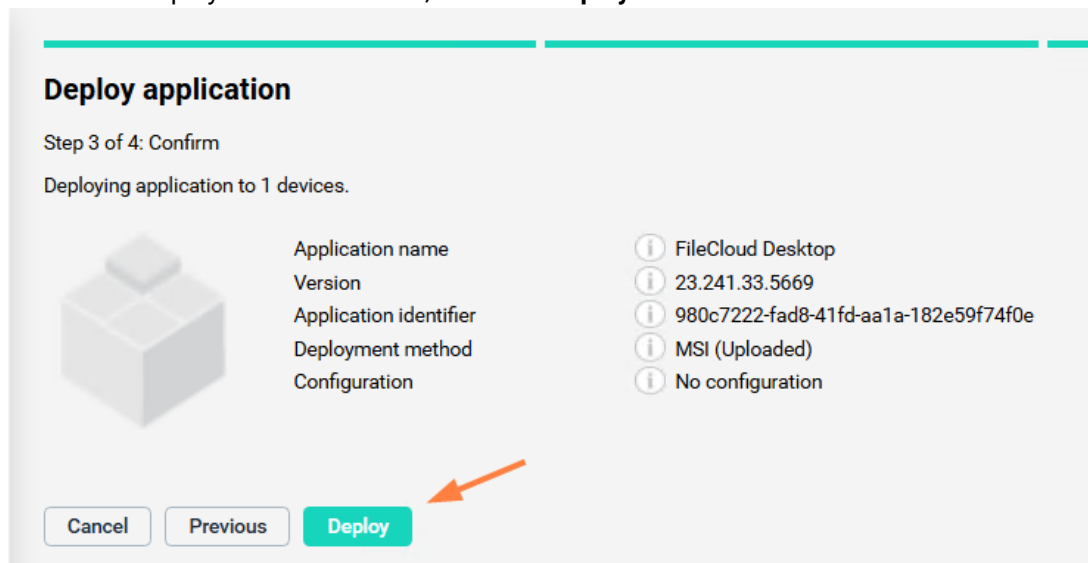 Deploy application
Step 3 of 4: Confirm
Deploying application to 1 devices.
Application name FileCloud Desktop
Version 23.241.33.5669
Application identifier 980c7222-fad8-41fd-aa1a-182e59f74f0e
Deployment method MSI (Uploaded)
Configuration No configuration
Cancel Previous Deploy